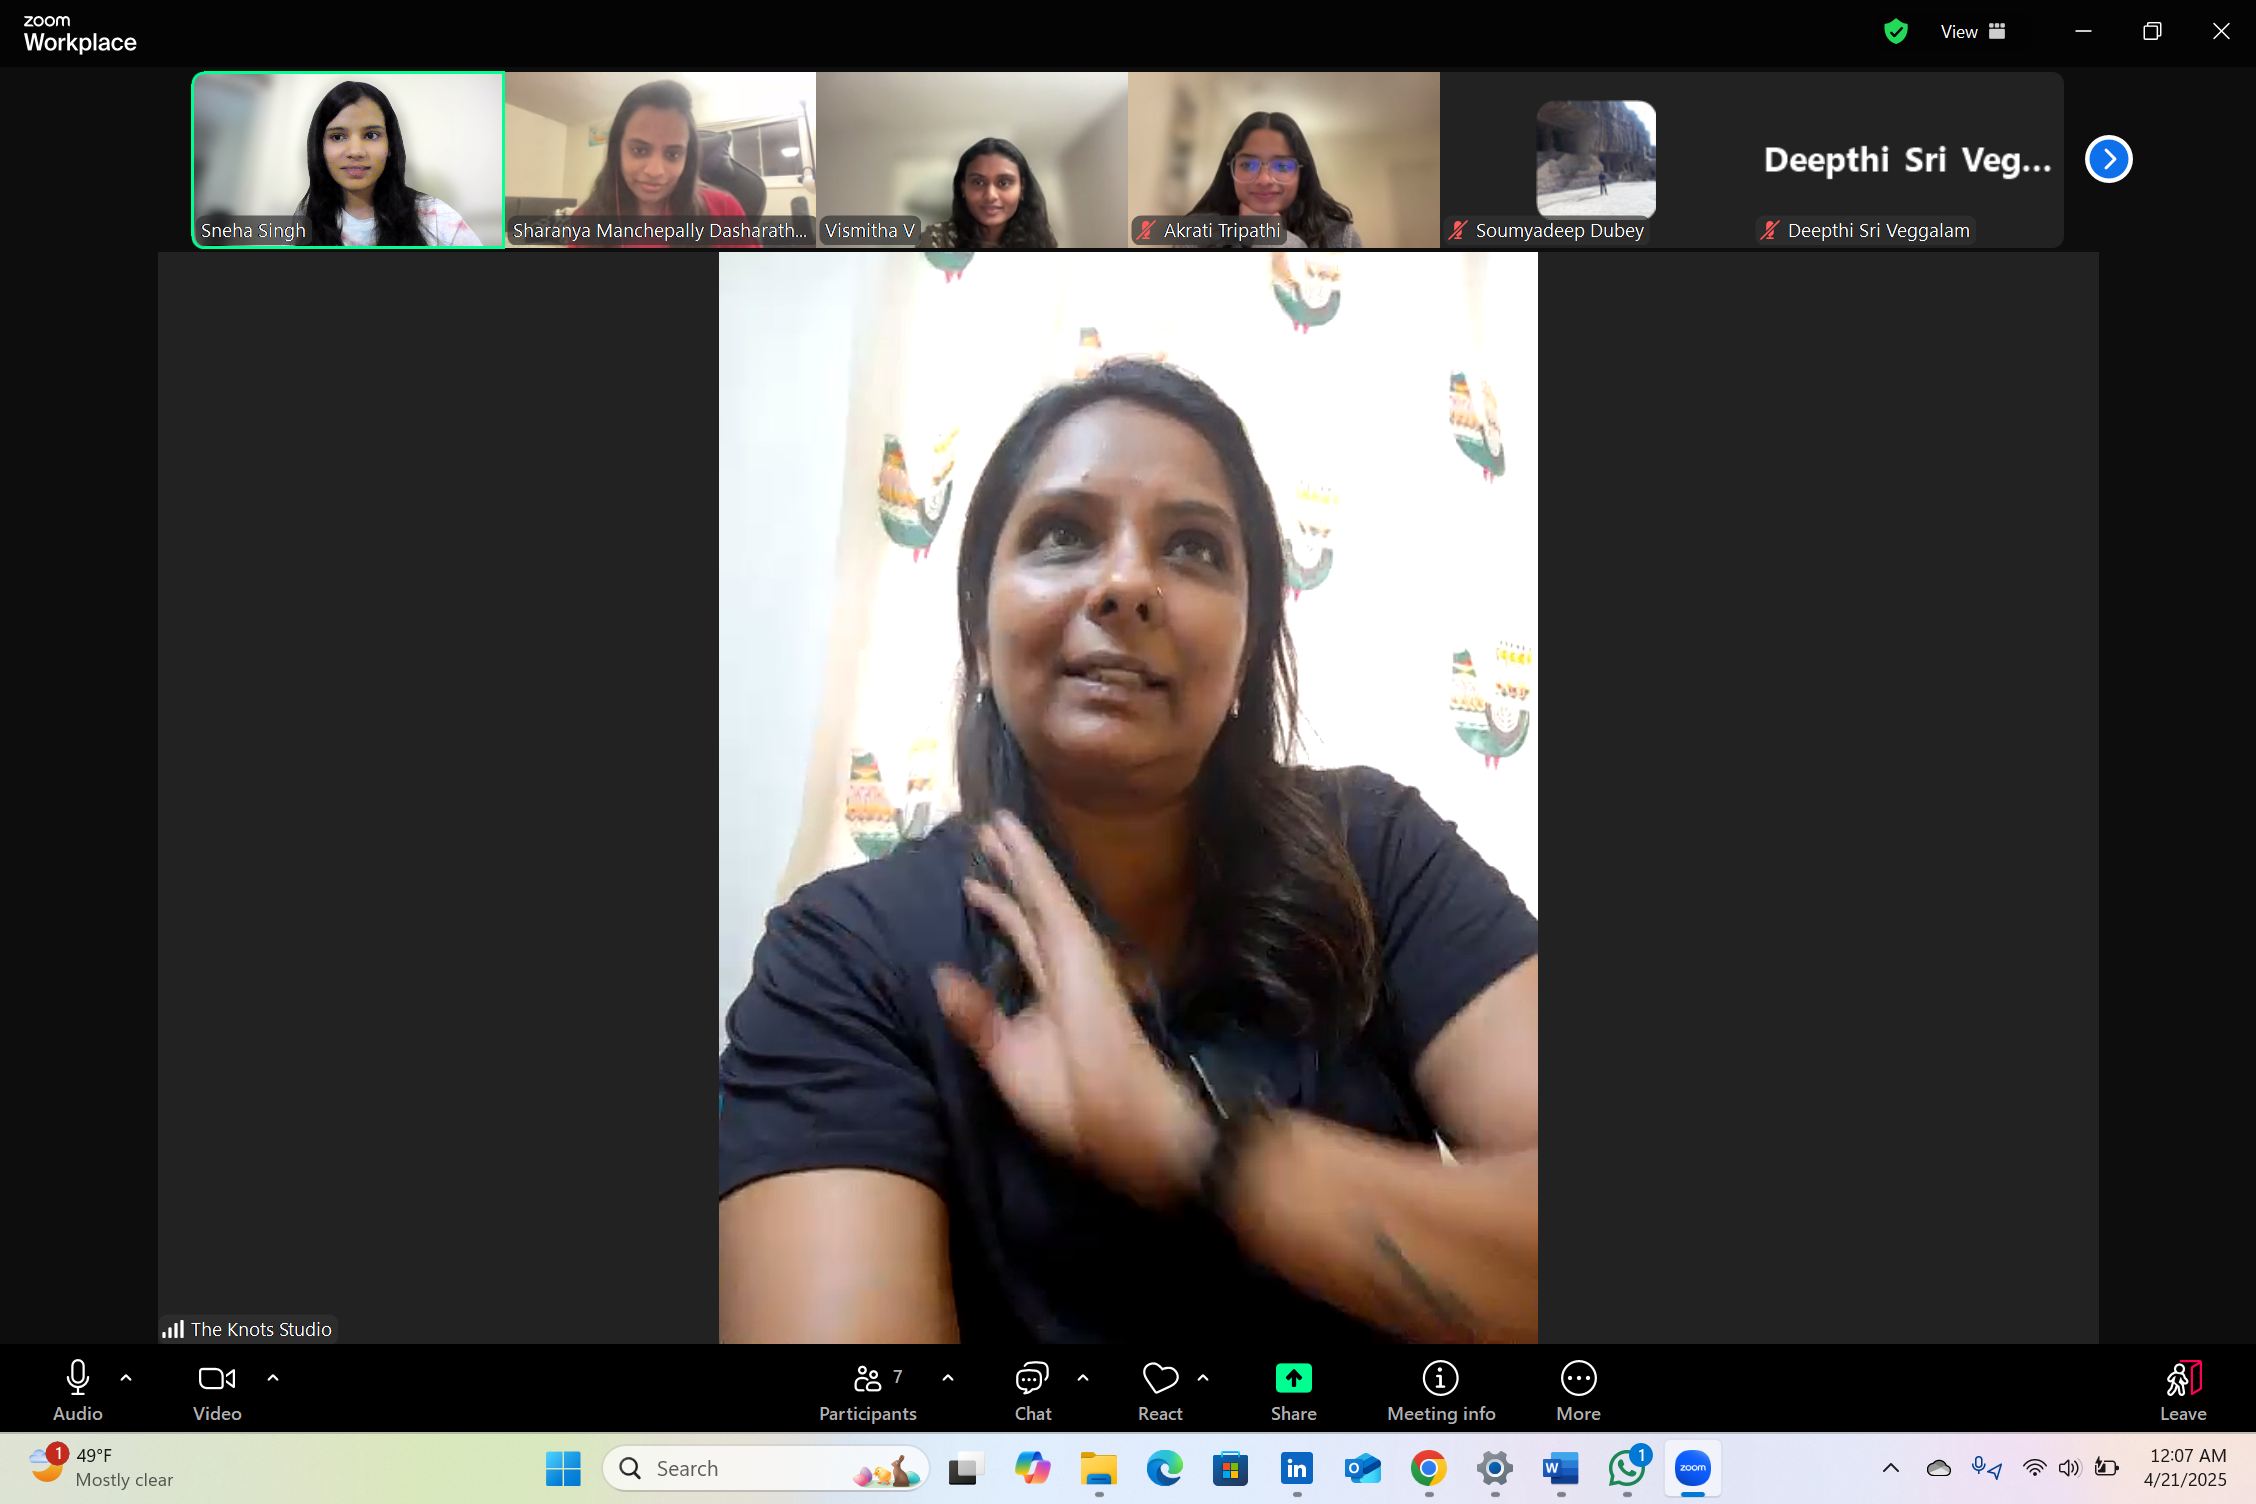 zoom
Workplace
View
Sneha Singh
Sharanya Manchepally Dasharath...
Vismitha V
Akrati Tripathi
Soumyadeep Dubey
Deepthi Sri Veg...
Deepthi Sri Veggalam
The Knots Studio
Audio
Video
7
Participants
Chat
React
Share
Meeting info
More
Leave
1
49°F
Mostly clear
Search
1
zoom
12:07 AM
4/21/2025